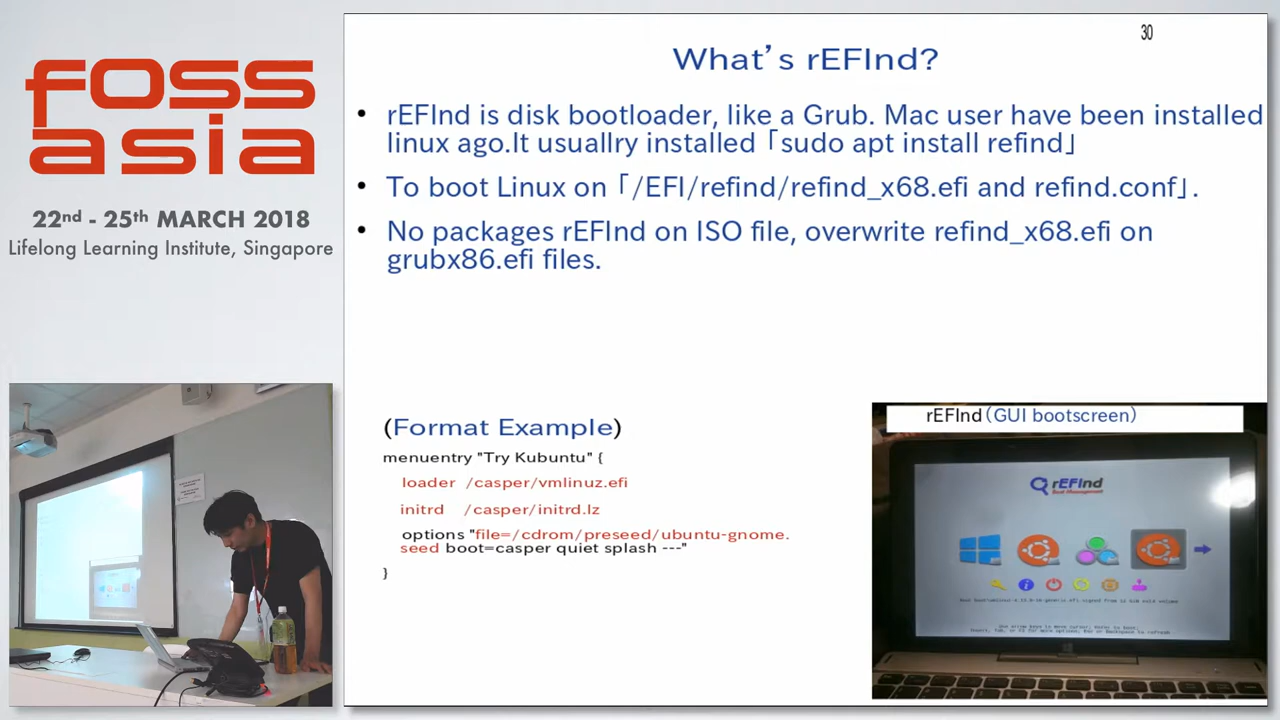 foss
asia
22nd - 25th MARCH 2018
Lifelong Learning Institute, Singapore
30
What's rEFInd?
• rEFInd is disk bootloader, like a Grub. Mac user have been installed
linux ago.It usuallry installed「sudo apt install refind」
• To boot Linux on「/EFI/refind/refind_x68.efi and refind.conf」.
• No packages rEFInd on ISO file, overwrite refind_x68.efi on
grubx86.efi files.
(Format Example)
menuentry "Try Kubuntu" {
loader /casper/vmlinuz.efi
initrd /casper/initrd.lz
options "file=/cdrom/preseed/ubuntu-gnome.
seed boot=casper quiet splash ---"
}
rEFInd(GUI bootscreen)
rEFInd
Boot Management